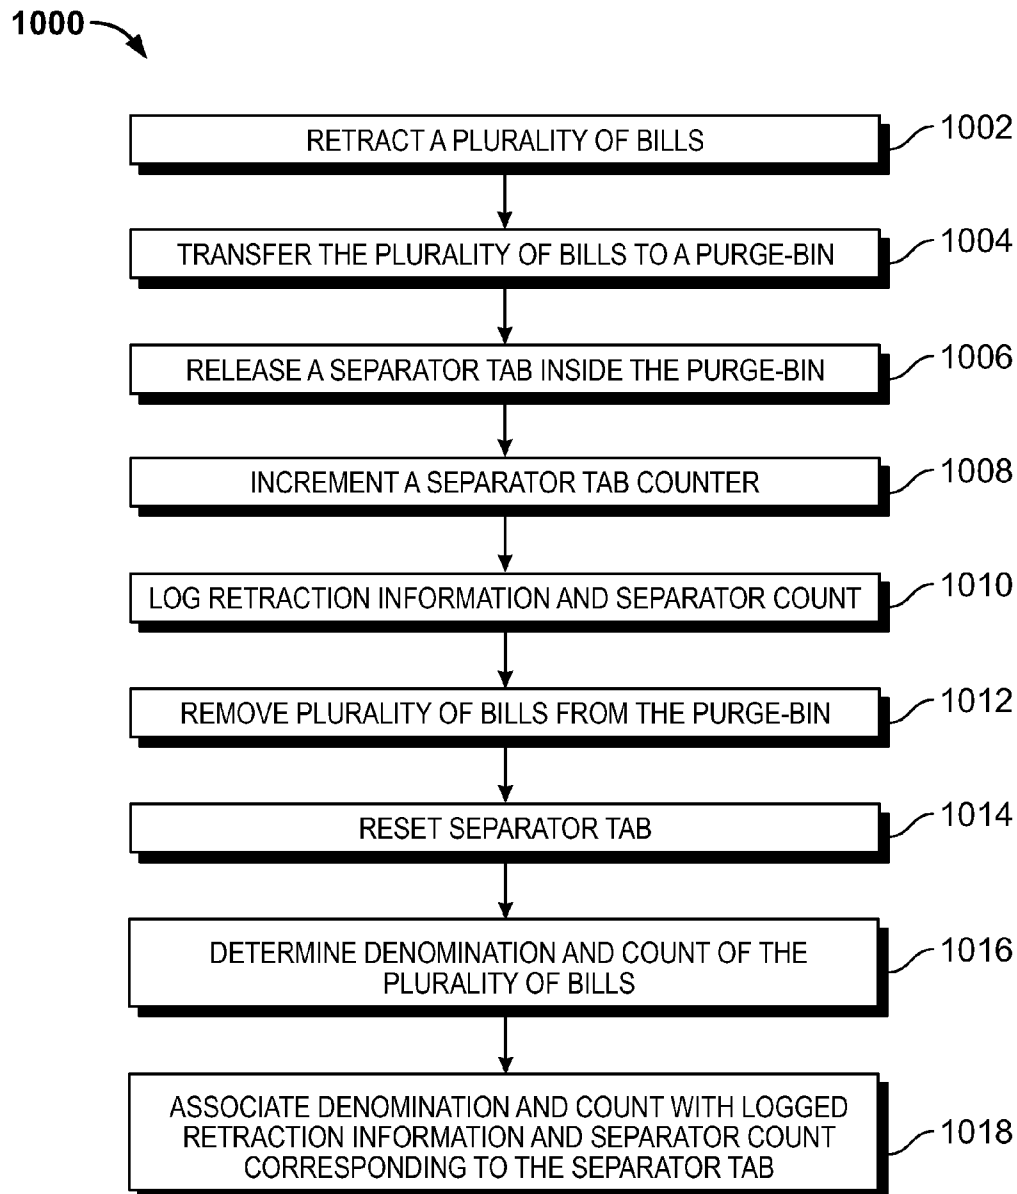 1000
RETRACT A PLURALITY OF BILLS
1002
TRANSFER THE PLURALITY OF BILLS TO A PURGE-BIN
1004
RELEASE A SEPARATOR TAB INSIDE THE PURGE-BIN
1006
INCREMENT A SEPARATOR TAB COUNTER
1008
LOG RETRACTION INFORMATION AND SEPARATOR COUNT
1010
REMOVE PLURALITY OF BILLS FROM THE PURGE-BIN
1012
RESET SEPARATOR TAB
1014
DETERMINE DENOMINATION AND COUNT OF THE
PLURALITY OF BILLS
1016
ASSOCIATE DENOMINATION AND COUNT WITH LOGGED
RETRACTION INFORMATION AND SEPARATOR COUNT
CORRESPONDING TO THE SEPARATOR TAB
1018